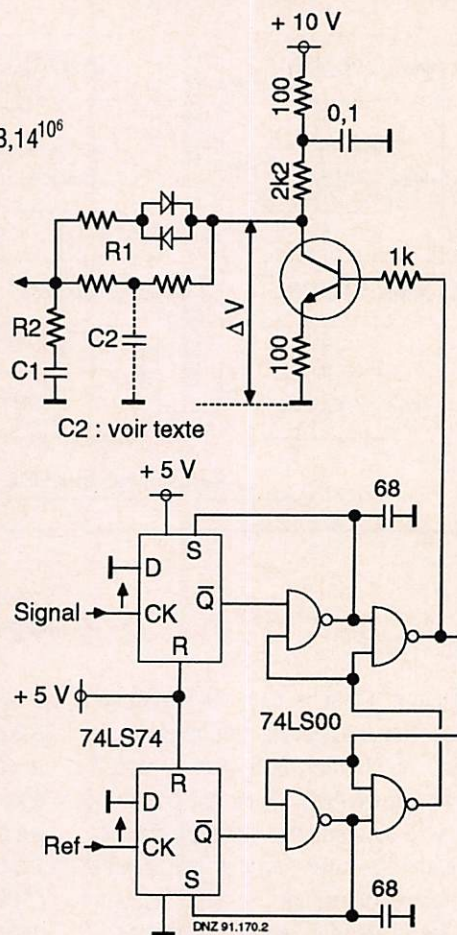 + 10 V
100
0,1
3,14^10^6
2k2
R1
1k
ΔV
R2
C2
C1
100
C2 : voir texte
+ 5 V
68
S
D
Q̄
Signal
CK
R
+ 5 V
74LS74
74LS00
R
D
Ref
CK
Q̄
S
68
DNZ 91.170.2